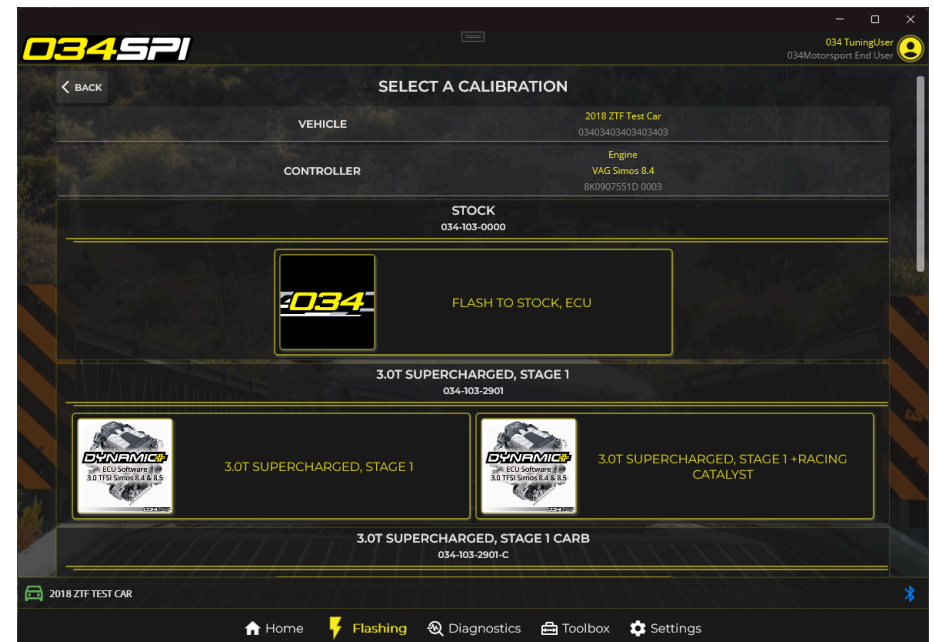 034SPI
034 TuningUser
034Motorsport End User
BACK
SELECT A CALIBRATION
VEHICLE
2018 ZTF Test Car
03403403403403403
CONTROLLER
Engine
VAG Simos 8.4
8K0907551D 0003
STOCK
034-103-0000
034
FLASH TO STOCK, ECU
3.0T SUPERCHARGED, STAGE 1
034-103-2901
DYNAMIC+
ECU Software
3.0 TFSI Simos 8.4 & 8.5
3.0T SUPERCHARGED, STAGE 1
DYNAMIC+
ECU Software
3.0 TFSI Simos 8.4 & 8.5
3.0T SUPERCHARGED, STAGE 1 +RACING
CATALYST
3.0T SUPERCHARGED, STAGE 1 CARB
034-103-2901-C
2018 ZTF TEST CAR
Home Flashing Diagnostics Toolbox Settings